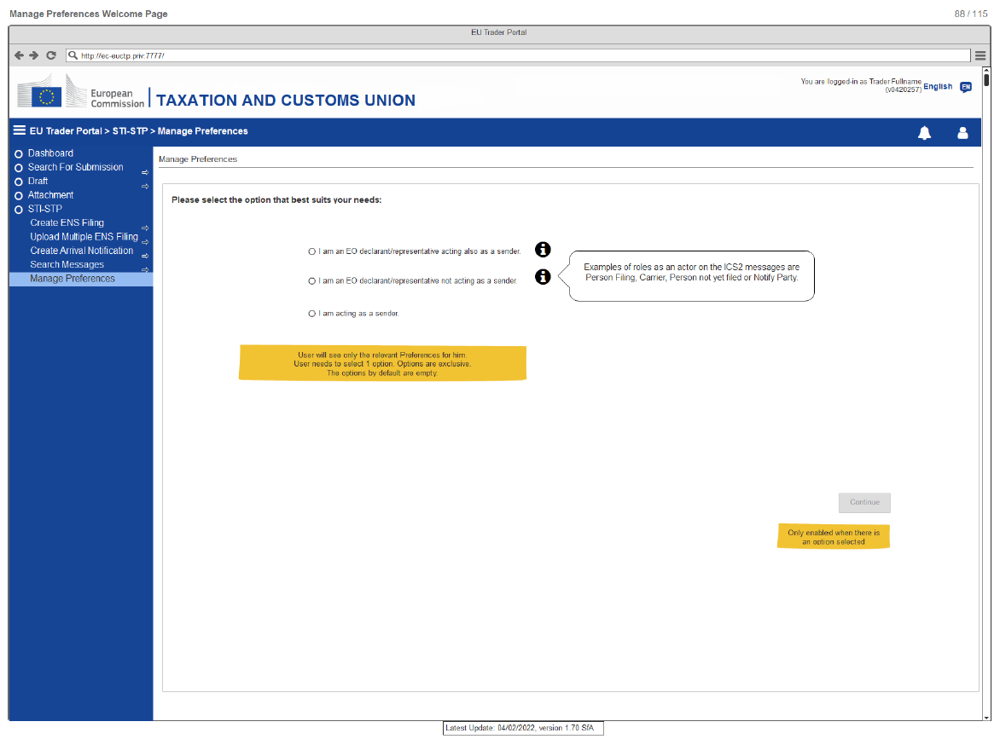 Manage Preferences Welcome Page
88 / 115
EU Trader Portal
http://ec-euctp.priv:7777/
European
Commission
TAXATION AND CUSTOMS UNION
You are logged-in as Trader Fullname
(v0420257)
English
EN
EU Trader Portal > STI-STP > Manage Preferences
Dashboard
Search For Submission
Draft
Attachment
STI-STP
Create ENS Filing
Upload Multiple ENS Filing
Create Arrival Notification
Search Messages
Manage Preferences
Manage Preferences
Please select the option that best suits your needs:
I am an EO declarant/representative acting also as a sender.
I am an EO declarant/representative not acting as a sender.
I am acting as a sender.
Examples of roles as an actor on the ICS2 messages are
Person Filing, Carrier, Person not yet filed or Notify Party.
User will see only the relevant Preferences for him.
User needs to select 1 option. Options are exclusive.
The options by default are empty.
Continue
Only enabled when there is
an option selected
Latest Update: 04/02/2022, version 1.70 SfA